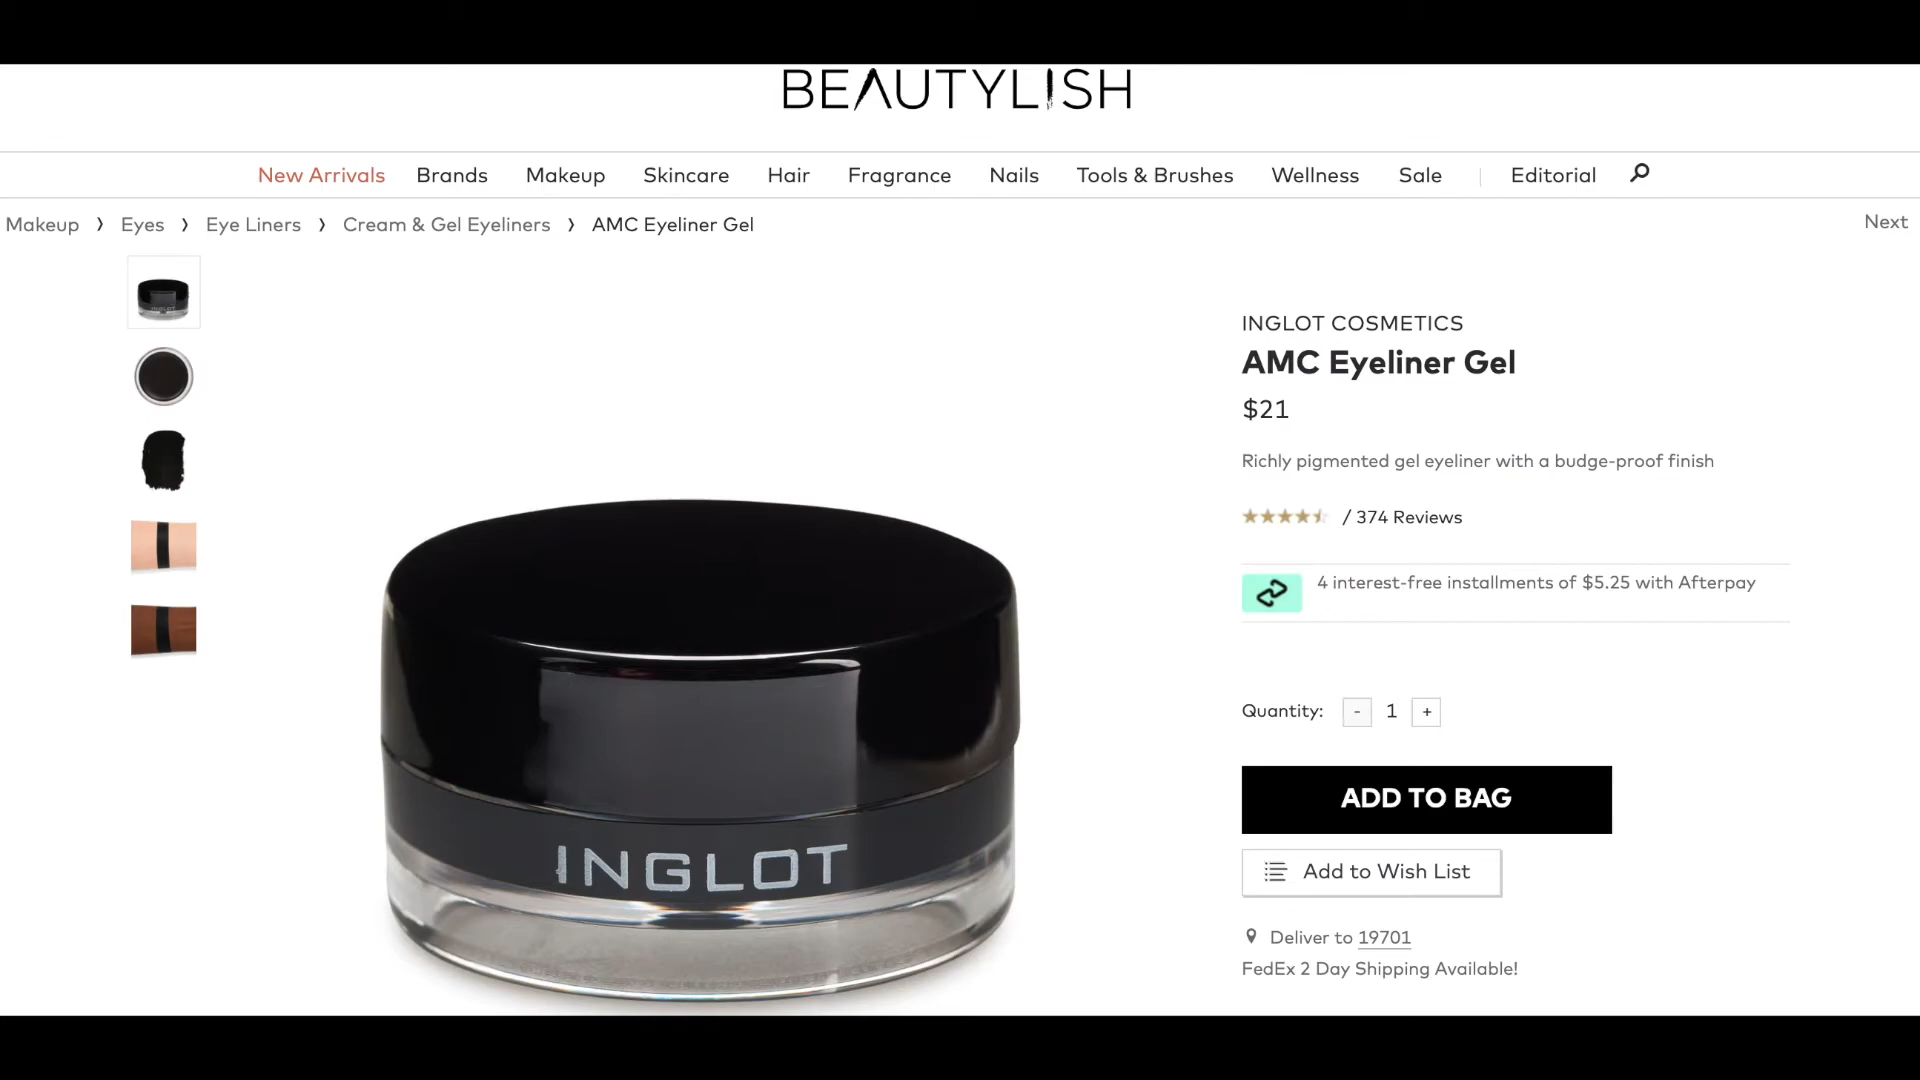 BEAUTYLISH
New Arrivals Brands Makeup Skincare Hair Fragrance Nails Tools & Brushes Wellness Sale Editorial
Makeup › Eyes › Eye Liners › Cream & Gel Eyeliners › AMC Eyeliner Gel
Next
INGLOT COSMETICS
AMC Eyeliner Gel
$21
Richly pigmented gel eyeliner with a budge-proof finish
/ 374 Reviews
4 interest-free installments of $5.25 with Afterpay
Quantity: - 1 +
ADD TO BAG
Add to Wish List
Deliver to 19701
FedEx 2 Day Shipping Available!
INGLOT
INGLOT